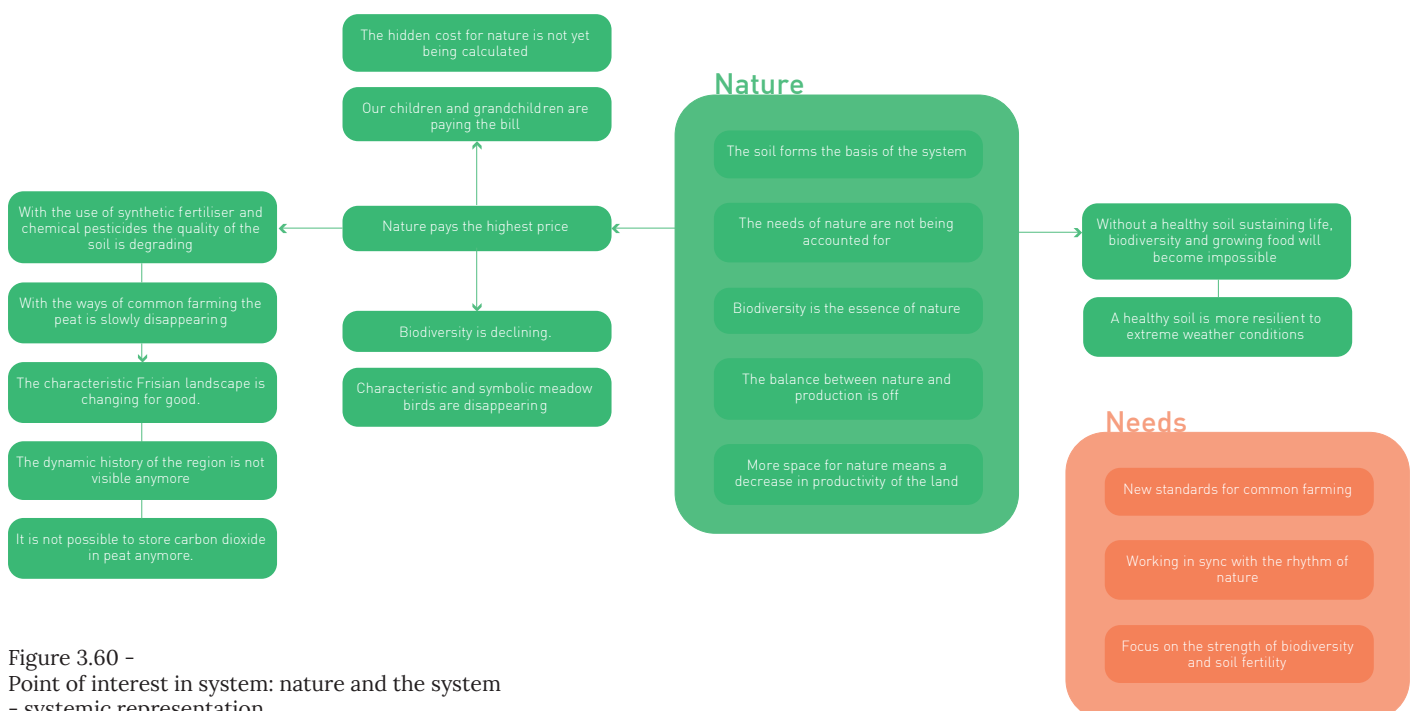 The hidden cost for nature is not yet
being calculated
Our children and grandchildren are
paying the bill
With the use of synthetic fertiliser and
chemical pesticides the quality of the
soil is degrading
Nature pays the highest price
With the ways of common farming the
peat is slowly disappearing
Biodiversity is declining.
The characteristic Frisian landscape is
changing for good.
Characteristic and symbolic meadow
birds are disappearing
The dynamic history of the region is not
visible anymore
It is not possible to store carbon dioxide
in peat anymore.
Nature
The soil forms the basis of the system
The needs of nature are not being
accounted for
Biodiversity is the essence of nature
The balance between nature and
production is off
More space for nature means a
decrease in productivity of the land
Without a healthy soil sustaining life,
biodiversity and growing food will
become impossible
A healthy soil is more resilient to
extreme weather conditions
Needs
New standards for common farming
Working in sync with the rhythm of
nature
Focus on the strength of biodiversity
and soil fertility
Figure 3.60 -
Point of interest in system: nature and the system
- systemic representation